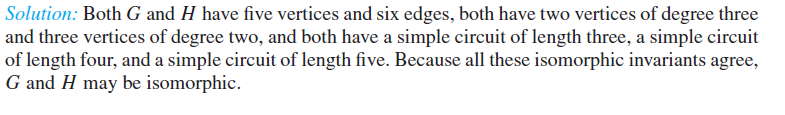 Solution: Both G and H have five vertices and six edges, both have two vertices of degree three
and three vertices of degree two, and both have a simple circuit of length three, a simple circuit
of length four, and a simple circuit of length five. Because all these isomorphic invariants agree,
G and H may be isomorphic.